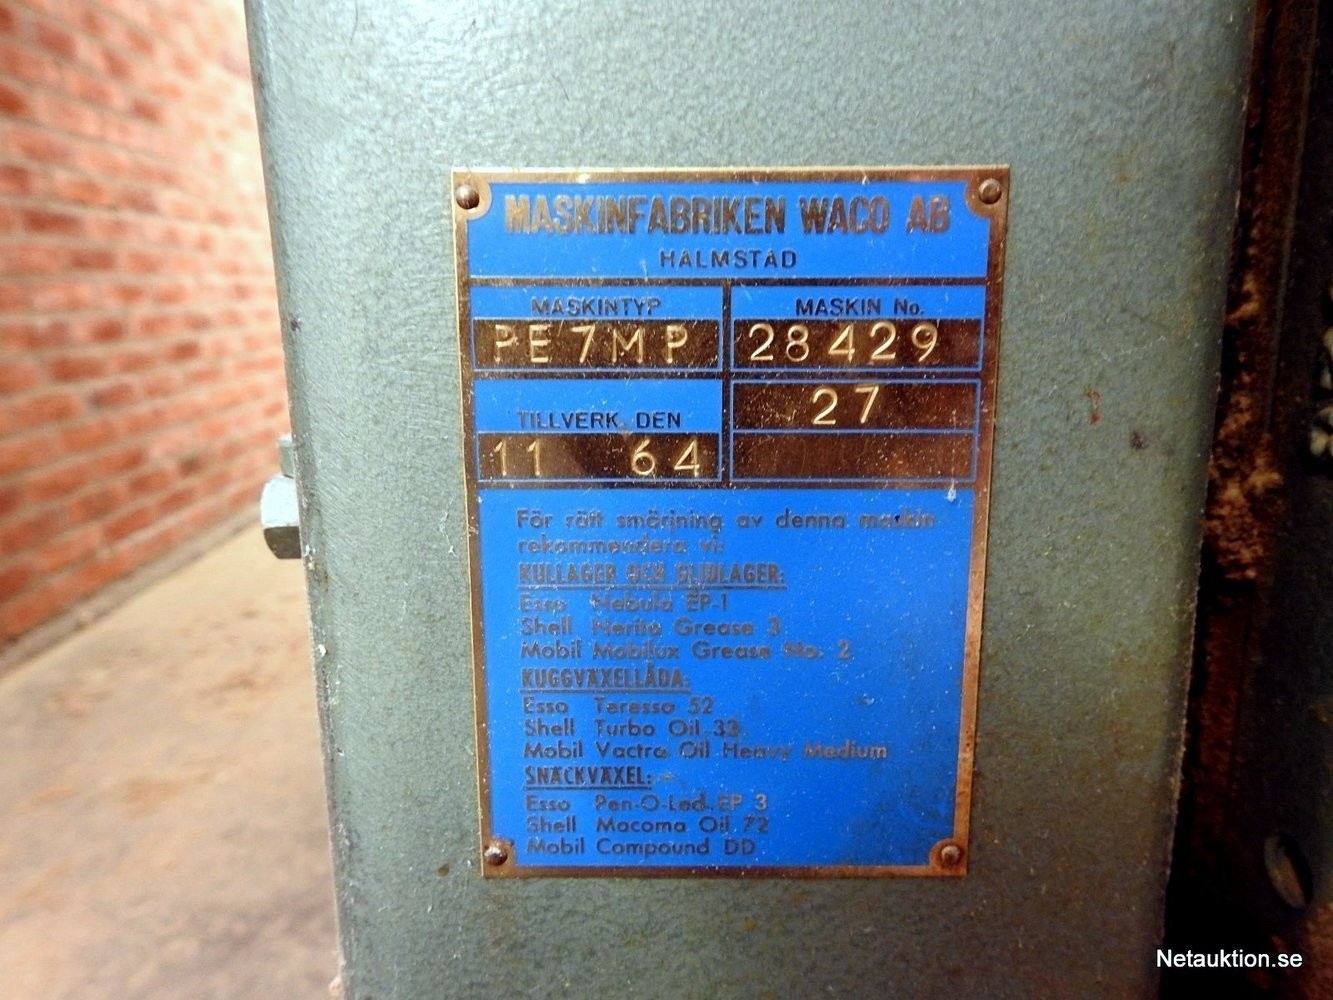 MASKINFABRIKEN WACO AB
HALMSTAD
MASKINTYP
PE 7MP
MASKIN No.
28429
27
TILLVERK. DEN
11 64
För rätt smörjning av denna maskin
rekommendera vi:
KULLAGER OCH GLIDLAGER:
Esso Nebula EP-1
Shell Nerita Grease 3
Mobil Mobilux Grease No. 2
KUGGVÄXELLÅDA:
Esso Teresso 52
Shell Turbo Oil 33
Mobil Vactra Oil Heavy Medium
SNÄCKVÄXEL:
Esso Pen-O-Led EP 3
Shell Macoma Oil 72
Mobil Compound DD
Netauktion.se